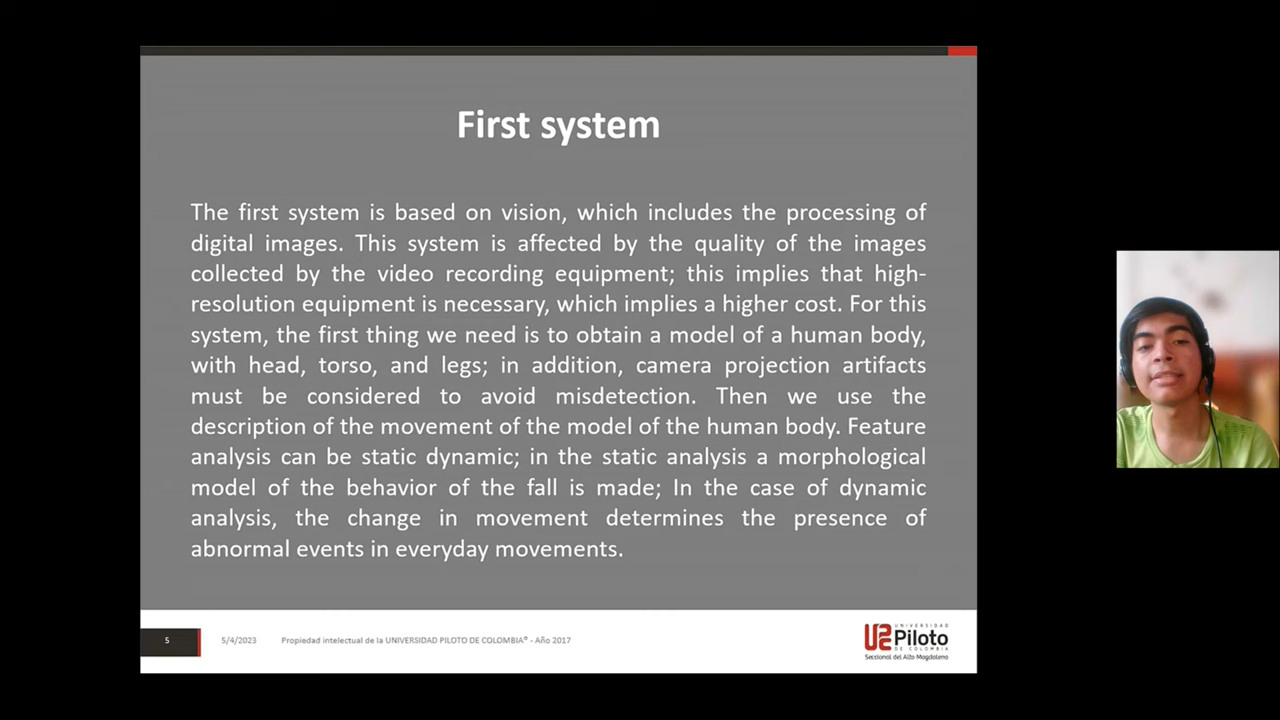 First system
The first system is based on vision, which includes the processing of
digital images. This system is affected by the quality of the images
collected by the video recording equipment; this implies that high-
resolution equipment is necessary, which implies a higher cost. For this
system, the first thing we need is to obtain a model of a human body,
with head, torso, and legs; in addition, camera projection artifacts
must be considered to avoid misdetection. Then we use the
description of the movement of the model of the human body. Feature
analysis can be static dynamic; in the static analysis a morphological
model of the behavior of the fall is made; In the case of dynamic
analysis, the change in movement determines the presence of
abnormal events in everyday movements.
5
5/4/2023
Propiedad intelectual de la UNIVERSIDAD PILOTO DE COLOMBIA® - Año 2017
UNIVERSIDAD
Piloto
DE COLOMBIA
Seccional del Alto Magdalena